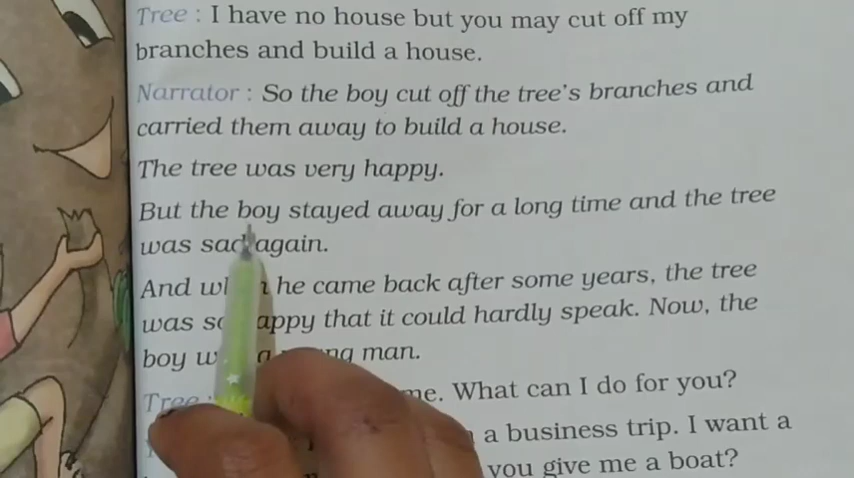 Tree : I have no house but you may cut off my
branches and build a house.
Narrator : So the boy cut off the tree's branches and
carried them away to build a house.
The tree was very happy.
But the boy stayed away for a long time and the tree
was sad again.
And he came back after some years, the tree
was happy that it could hardly speak. Now, the
boy man.
Tree : What can I do for you?
a business trip. I want a
you give me a boat?